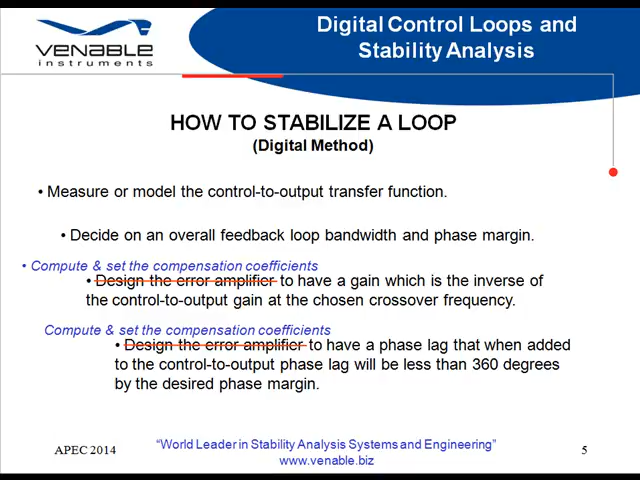 VENABLE
instruments
Digital Control Loops and
Stability Analysis
HOW TO STABILIZE A LOOP
(Digital Method)
• Measure or model the control-to-output transfer function.
• Decide on an overall feedback loop bandwidth and phase margin.
• Compute & set the compensation coefficients
• Design the error amplifier to have a gain which is the inverse of
the control-to-output gain at the chosen crossover frequency.
Compute & set the compensation coefficients
• Design the error amplifier to have a phase lag that when added
to the control-to-output phase lag will be less than 360 degrees
by the desired phase margin.
APEC 2014
“World Leader in Stability Analysis Systems and Engineering”
www.venable.biz
5